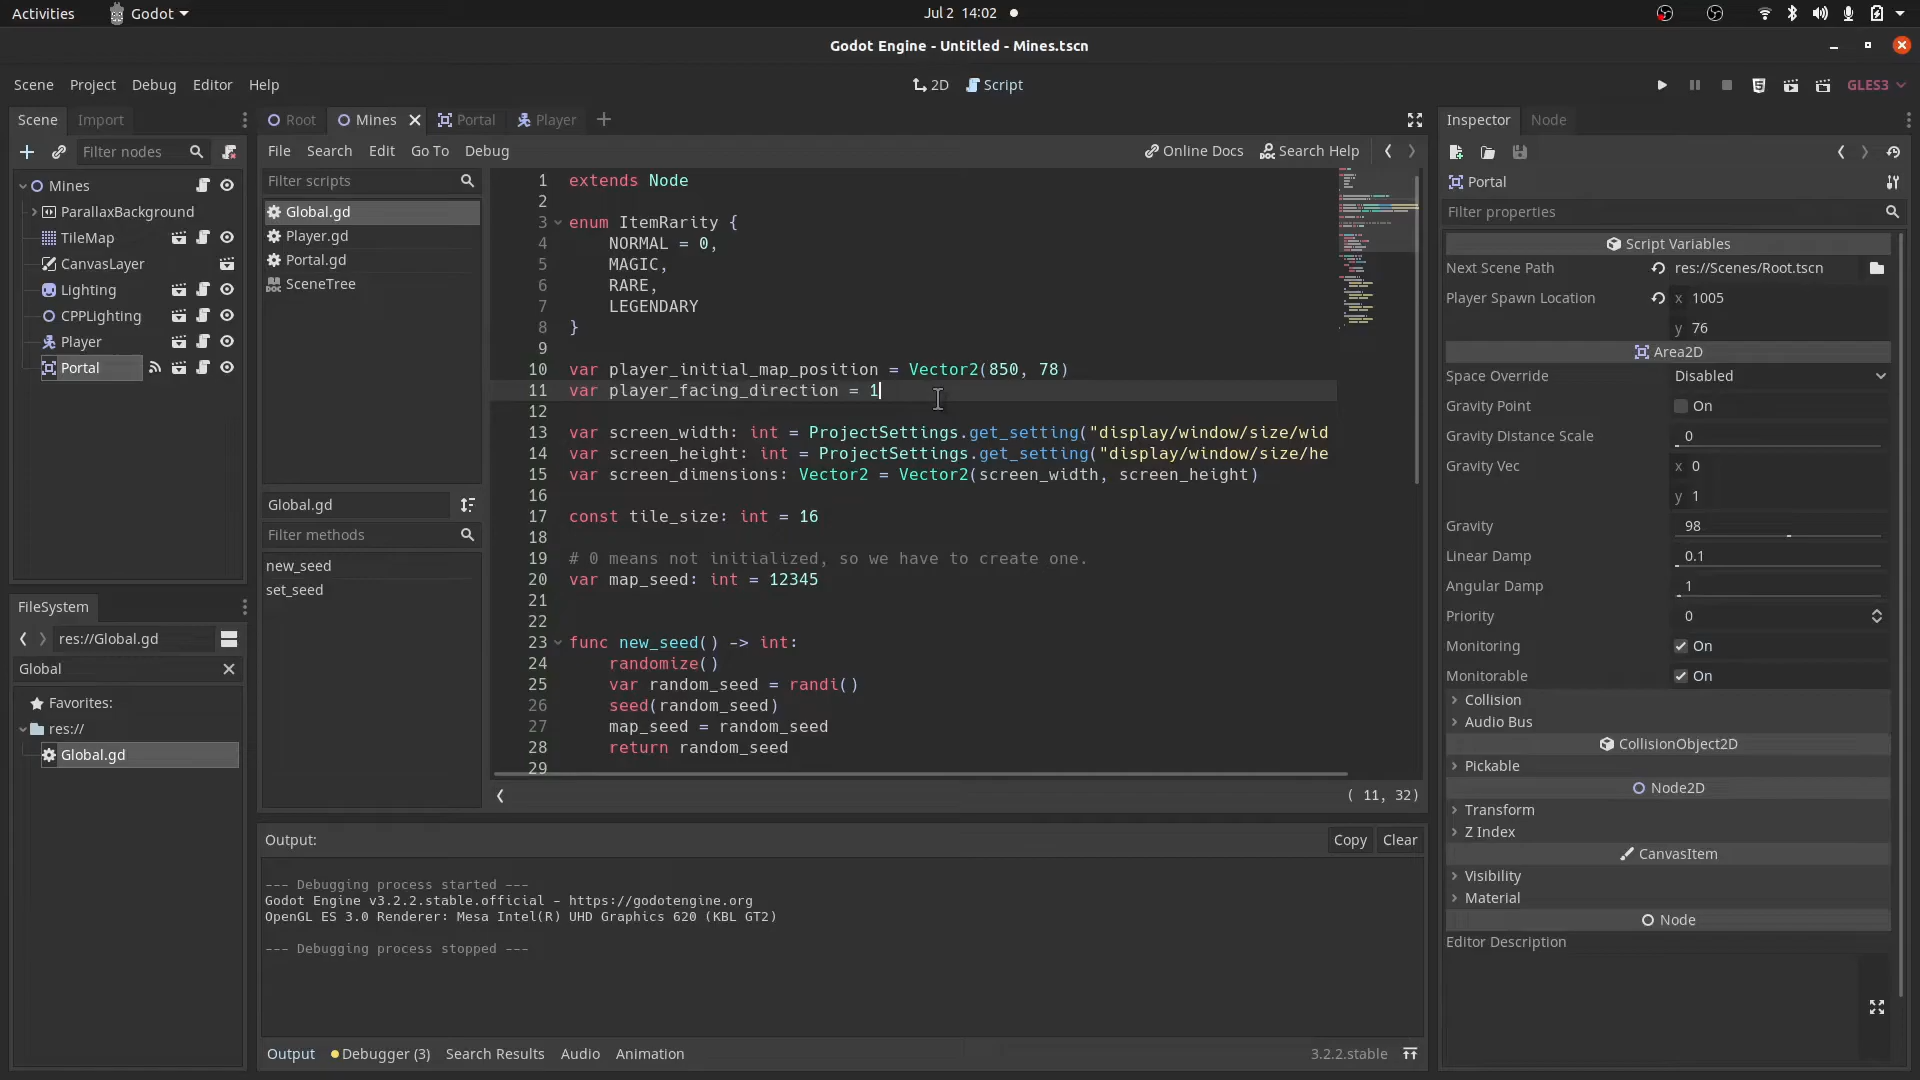 Activities Godot Jul 2 14:02
Godot Engine - Untitled - Mines.tscn
Scene Project Debug Editor Help 2D Script GLES3
Scene Import
Filter nodes
Mines
ParallaxBackground
TileMap
CanvasLayer
Lighting
CPPLighting
Player
Portal
FileSystem
res://Global.gd
Global
Favorites:
res://
Global.gd
Root Mines Portal Player
File Search Edit Go To Debug Online Docs Search Help
Filter scripts
Global.gd
Player.gd
Portal.gd
SceneTree
Global.gd
Filter methods
new_seed
set_seed
1 extends Node
2
3 enum ItemRarity {
4 NORMAL = 0,
5 MAGIC,
6 RARE,
7 LEGENDARY
8 }
9
10 var player_initial_map_position = Vector2(850, 78)
11 var player_facing_direction = 1
12
13 var screen_width: int = ProjectSettings.get_setting("display/window/size/wid
14 var screen_height: int = ProjectSettings.get_setting("display/window/size/he
15 var screen_dimensions: Vector2 = Vector2(screen_width, screen_height)
16
17 const tile_size: int = 16
18
19 # 0 means not initialized, so we have to create one.
20 var map_seed: int = 12345
21
22
23 func new_seed() -> int:
24 randomize()
25 var random_seed = randi()
26 seed(random_seed)
27 map_seed = random_seed
28 return random_seed
29
( 11, 32)
Output: Copy Clear
--- Debugging process started ---
Godot Engine v3.2.2.stable.official - https://godotengine.org
OpenGL ES 3.0 Renderer: Mesa Intel(R) UHD Graphics 620 (KBL GT2)
--- Debugging process stopped ---
Output Debugger (3) Search Results Audio Animation 3.2.2.stable
Inspector Node
Portal
Filter properties
Script Variables
Next Scene Path res://Scenes/Root.tscn
Player Spawn Location x 1005
y 76
Area2D
Space Override Disabled
Gravity Point On
Gravity Distance Scale 0
Gravity Vec x 0
y 1
Gravity 98
Linear Damp 0.1
Angular Damp 1
Priority 0
Monitoring On
Monitorable On
Collision
Audio Bus
CollisionObject2D
Pickable
Node2D
Transform
Z Index
CanvasItem
Visibility
Material
Node
Editor Description